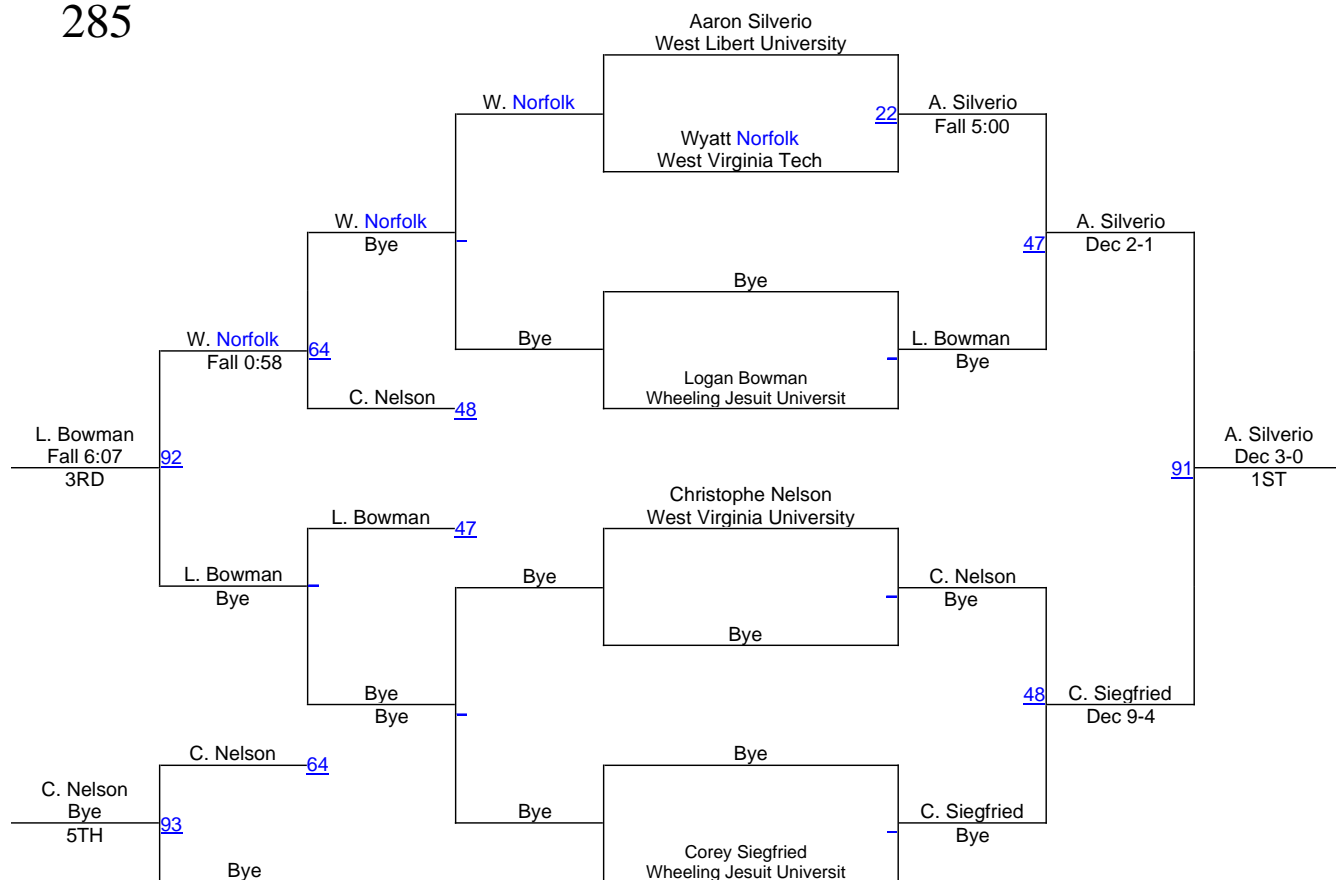 285
Aaron Silverio
West Libert University
W. Norfolk
22
A. Silverio
Fall 5:00
Wyatt Norfolk
West Virginia Tech
W. Norfolk
Bye
47
A. Silverio
Dec 2-1
Bye
W. Norfolk
Fall 0:58
64
Bye
L. Bowman
Bye
Logan Bowman
Wheeling Jesuit Universit
C. Nelson
48
L. Bowman
Fall 6:07
3RD
92
91
A. Silverio
Dec 3-0
1ST
Christophe Nelson
West Virginia University
L. Bowman
47
L. Bowman
Bye
Bye
C. Nelson
Bye
Bye
Bye
Bye
48
C. Siegfried
Dec 9-4
C. Nelson
64
Bye
C. Nelson
Bye
5TH
93
Bye
C. Siegfried
Bye
Corey Siegfried
Wheeling Jesuit Universit
Bye